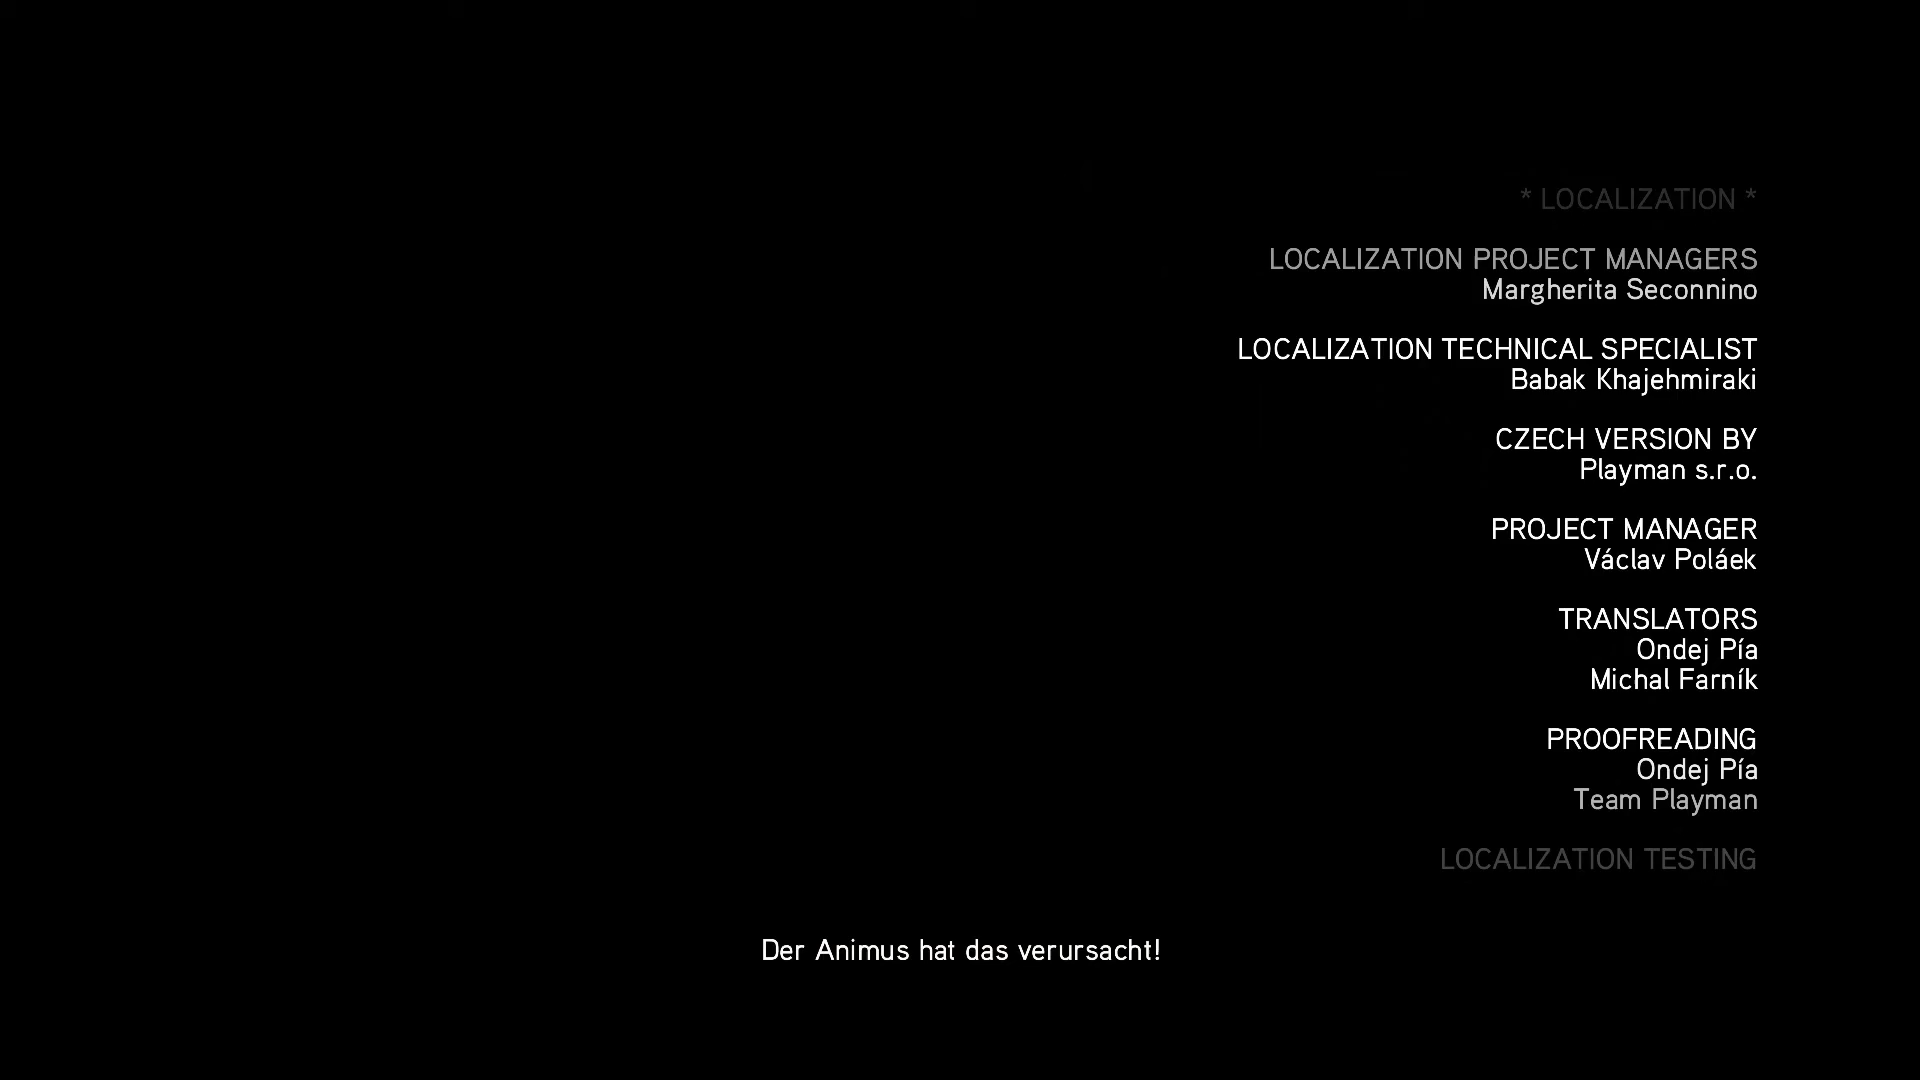 * LOCALIZATION *
LOCALIZATION PROJECT MANAGERS
Margherita Seconnino
LOCALIZATION TECHNICAL SPECIALIST
Babak Khajehmiraki
CZECH VERSION BY
Playman s.r.o.
PROJECT MANAGER
Václav Poláek
TRANSLATORS
Ondej Pía
Michal Farník
PROOFREADING
Ondej Pía
Team Playman
LOCALIZATION TESTING
Der Animus hat das verursacht!